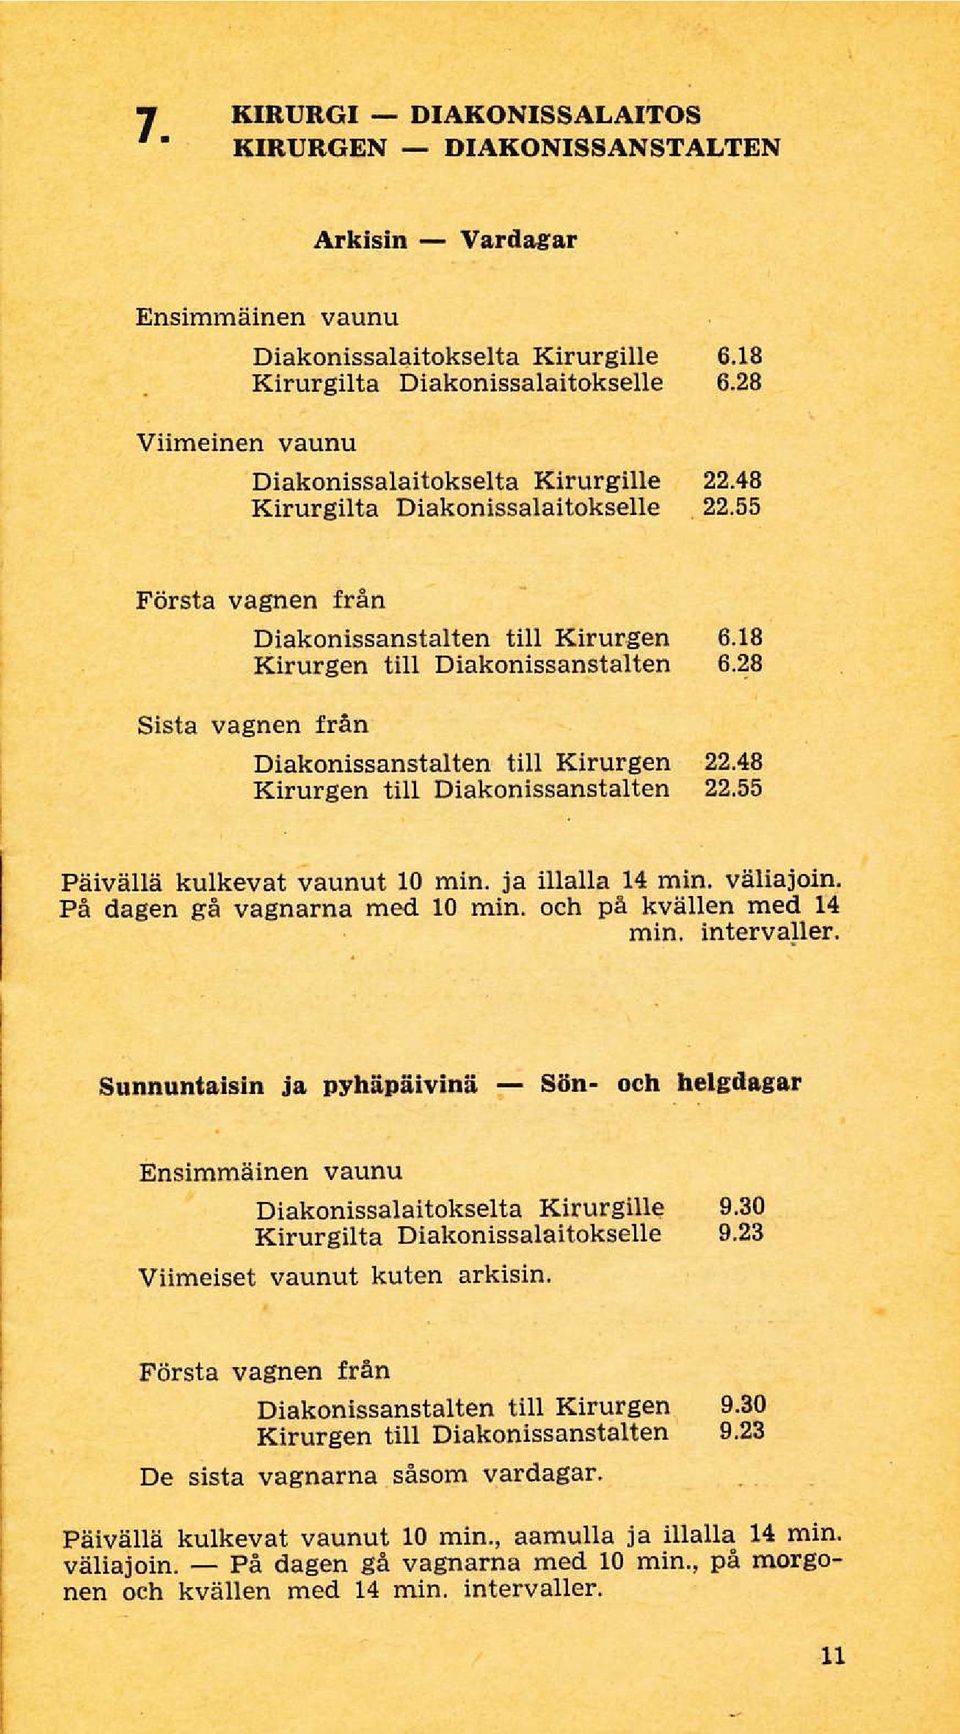 7. KIRURGI — DIAKONISSALAITOS
KIRURGEN — DIAKONISSANSTALTEN
Arkisin — Vardagar
Ensimmäinen vaunu
Diakonissalaitokselta Kirurgille 6.18
Kirurgilta Diakonissalaitokselle 6.28
Viimeinen vaunu
Diakonissalaitokselta Kirurgille 22.48
Kirurgilta Diakonissalaitokselle 22.55
Första vagnen från
Diakonissanstalten till Kirurgen 6.18
Kirurgen till Diakonissanstalten 6.28
Sista vagnen från
Diakonissanstalten till Kirurgen 22.48
Kirurgen till Diakonissanstalten 22.55
Päivällä kulkevat vaunut 10 min. ja illalla 14 min. väliajoin.
På dagen gå vagnarna med 10 min. och på kvällen med 14
min. intervaller.
Sunnuntaisin ja pyhäpäivinä — Sön- och helgdagar
Ensimmäinen vaunu
Diakonissalaitokselta Kirurgille 9.30
Kirurgilta Diakonissalaitokselle 9.23
Viimeiset vaunut kuten arkisin.
Första vagnen från
Diakonissanstalten till Kirurgen 9.30
Kirurgen till Diakonissanstalten 9.23
De sista vagnarna såsom vardagar.
Päivällä kulkevat vaunut 10 min., aamulla ja illalla 14 min.
väliajoin. — På dagen gå vagnarna med 10 min., på morgo-
nen och kvällen med 14 min. intervaller.
11